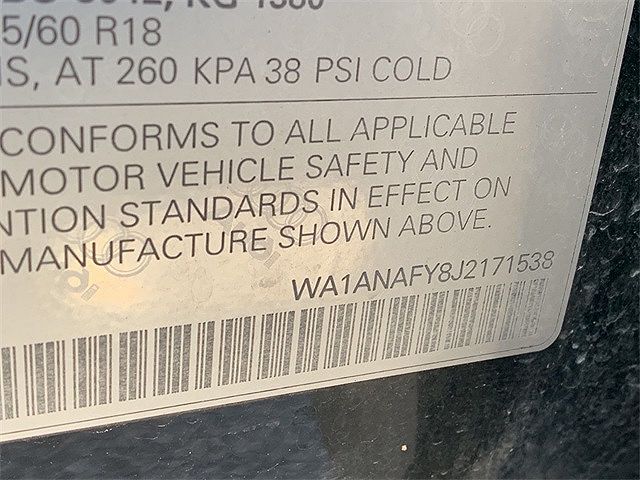 5/60 R18
IS, AT 260 KPA 38 PSI COLD
CONFORMS TO ALL APPLICABLE
MOTOR VEHICLE SAFETY AND
NTION STANDARDS IN EFFECT ON
MANUFACTURE SHOWN ABOVE.
WA1ANAFY8J2171538